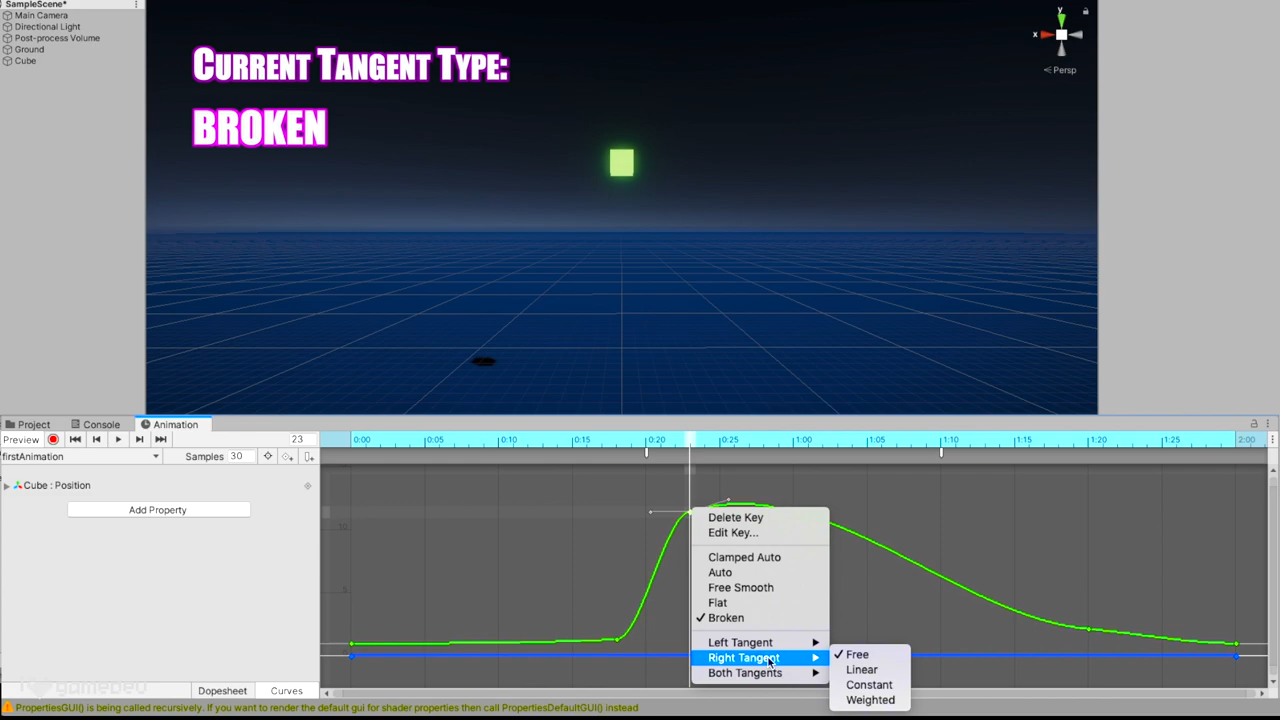 SampleScene*
Main Camera
Directional Light
Post-process Volume
Ground
Cube
CURRENT TANGENT TYPE:
BROKEN
y
x
Persp
Project
Console
Animation
Preview
23
0:00
0:05
0:10
0:15
0:20
0:25
1:00
1:05
1:10
1:15
1:20
1:25
2:00
firstAnimation
Samples 30
Cube : Position
Add Property
10
5
Delete Key
Edit Key...
Clamped Auto
Auto
Free Smooth
Flat
Broken
Left Tangent
Right Tangent
Both Tangents
Free
Linear
Constant
Weighted
gamedev
Dopesheet
Curves
PropertiesGUI() is being called recursively. If you want to render the default gui for shader properties then call PropertiesDefaultGUI() instead